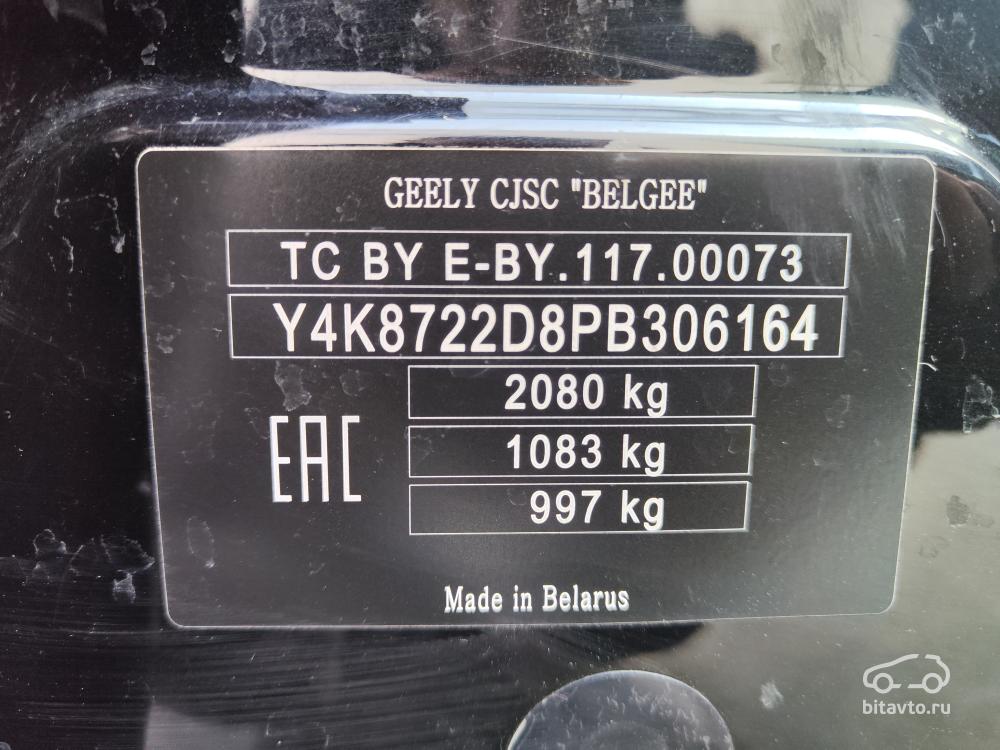 GEELY CJSC "BELGEE"
TC BY E-BY.117.00073
Y4K8722D8PB306164
2080 kg
1083 kg
997 kg
EAC
Made in Belarus
bitavto.ru